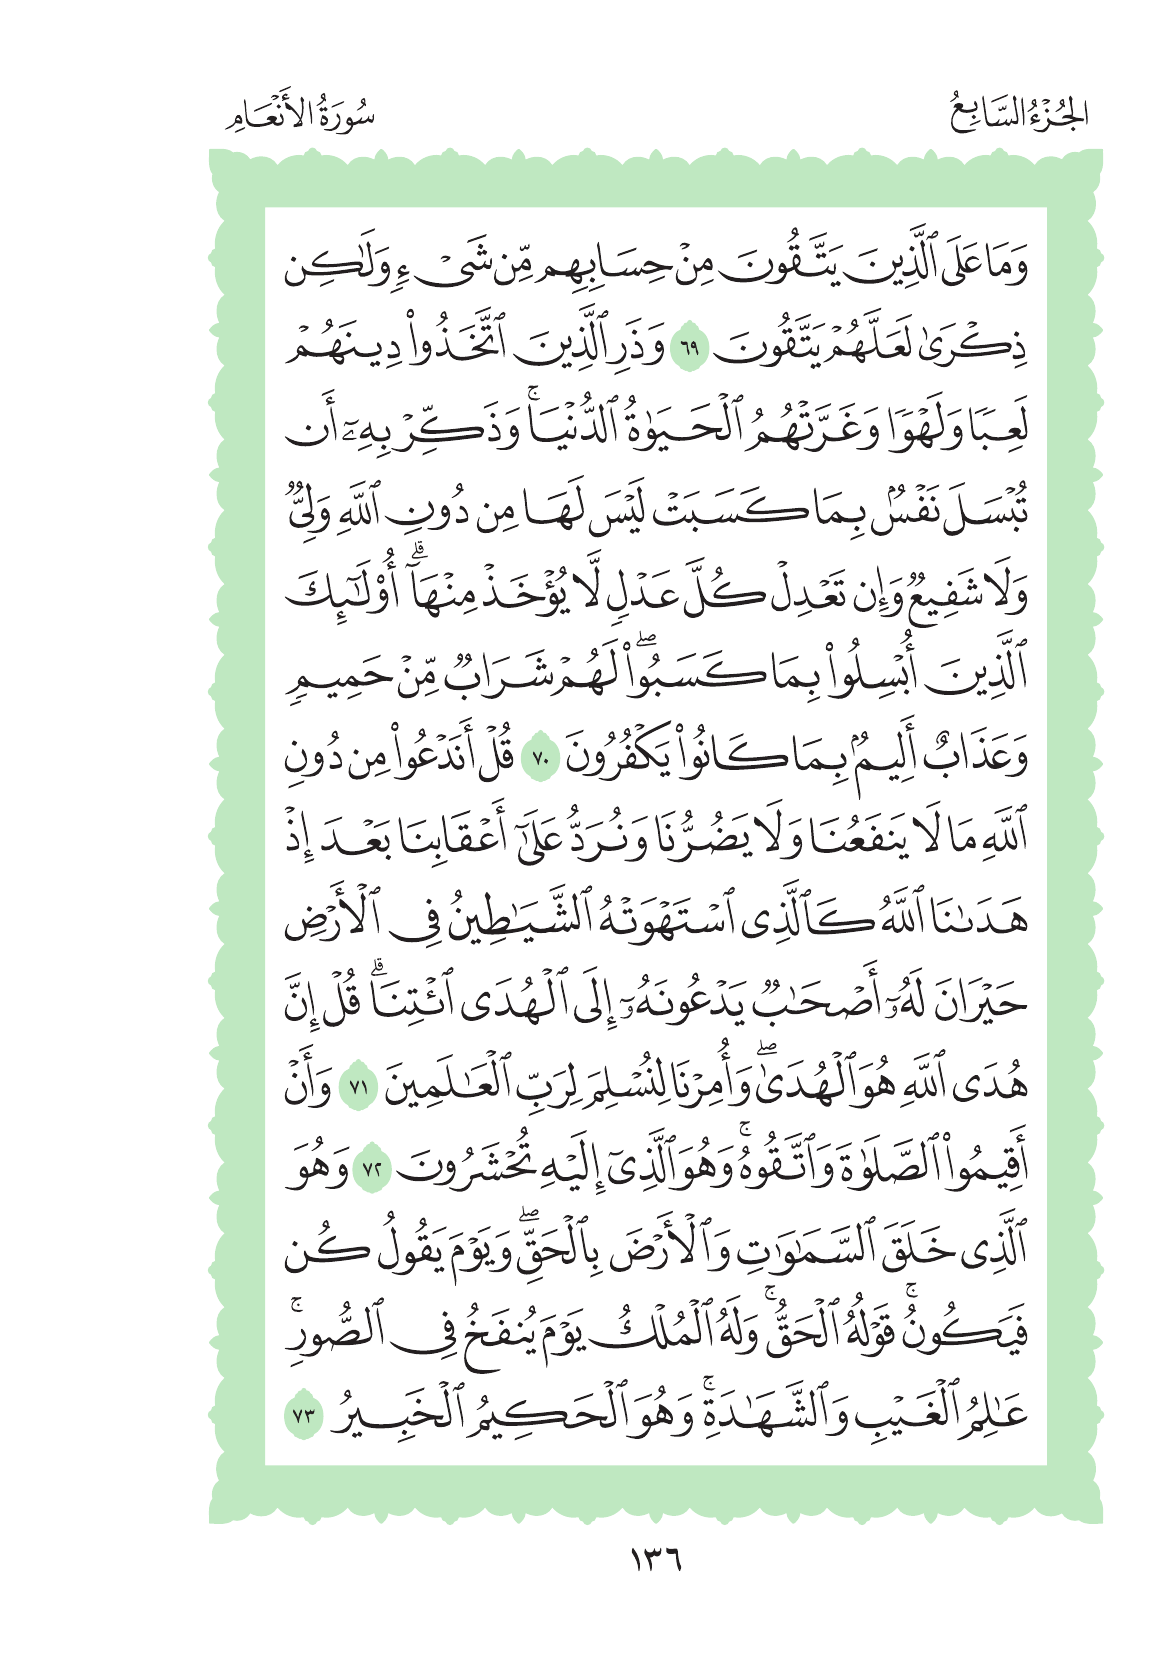 الجُزْءُ السَّابِعُ
سُورَةُ الأَنْعَامِ
وَمَا عَلَى ٱلَّذِينَ يَتَّقُونَ مِنْ حِسَابِهِم مِّن شَىْءٍ وَلَٰكِن
ذِكْرَىٰ لَعَلَّهُمْ يَتَّقُونَ ٦٩ وَذَرِ ٱلَّذِينَ ٱتَّخَذُوا۟ دِينَهُمْ
لَعِبًا وَلَهْوًا وَغَرَّتْهُمُ ٱلْحَيَوٰةُ ٱلدُّنْيَا ۚ وَذَكِّرْ بِهِۦٓ أَن
تُبْسَلَ نَفْسٌۢ بِمَا كَسَبَتْ لَيْسَ لَهَا مِن دُونِ ٱللَّهِ وَلِىٌّ
وَلَا شَفِيعٌ وَإِن تَعْدِلْ كُلَّ عَدْلٍ لَّا يُؤْخَذْ مِنْهَآ ۗ أُو۟لَٰٓئِكَ
ٱلَّذِينَ أُبْسِلُوا۟ بِمَا كَسَبُوا۟ ۖ لَهُمْ شَرَابٌ مِّنْ حَمِيمٍ
وَعَذَابٌ أَلِيمٌۢ بِمَا كَانُوا۟ يَكْفُرُونَ ٧٠ قُلْ أَنَدْعُوا۟ مِن دُونِ
ٱللَّهِ مَا لَا يَنفَعُنَا وَلَا يَضُرُّنَا وَنُرَدُّ عَلَىٰٓ أَعْقَابِنَا بَعْدَ إِذْ
هَدَىٰنَا ٱللَّهُ كَٱلَّذِى ٱسْتَهْوَتْهُ ٱلشَّيَٰطِينُ فِى ٱلْأَرْضِ
حَيْرَانَ لَهُۥٓ أَصْحَٰبٌ يَدْعُونَهُۥٓ إِلَى ٱلْهُدَى ٱئْتِنَا ۗ قُلْ إِنَّ
هُدَى ٱللَّهِ هُوَ ٱلْهُدَىٰ ۖ وَأُمِرْنَا لِنُسْلِمَ لِرَبِّ ٱلْعَٰلَمِينَ ٧١ وَأَنْ
أَقِيمُوا۟ ٱلصَّلَوٰةَ وَٱتَّقُوهُ ۚ وَهُوَ ٱلَّذِىٓ إِلَيْهِ تُحْشَرُونَ ٧٢ وَهُوَ
ٱلَّذِى خَلَقَ ٱلسَّمَٰوَٰتِ وَٱلْأَرْضَ بِٱلْحَقِّ ۖ وَيَوْمَ يَقُولُ كُن
فَيَكُونُ ۚ قَوْلُهُ ٱلْحَقُّ ۚ وَلَهُ ٱلْمُلْكُ يَوْمَ يُنفَخُ فِى ٱلصُّورِ ۚ
عَٰلِمُ ٱلْغَيْبِ وَٱلشَّهَٰدَةِ ۚ وَهُوَ ٱلْحَكِيمُ ٱلْخَبِيرُ ٧٣
١٣٦